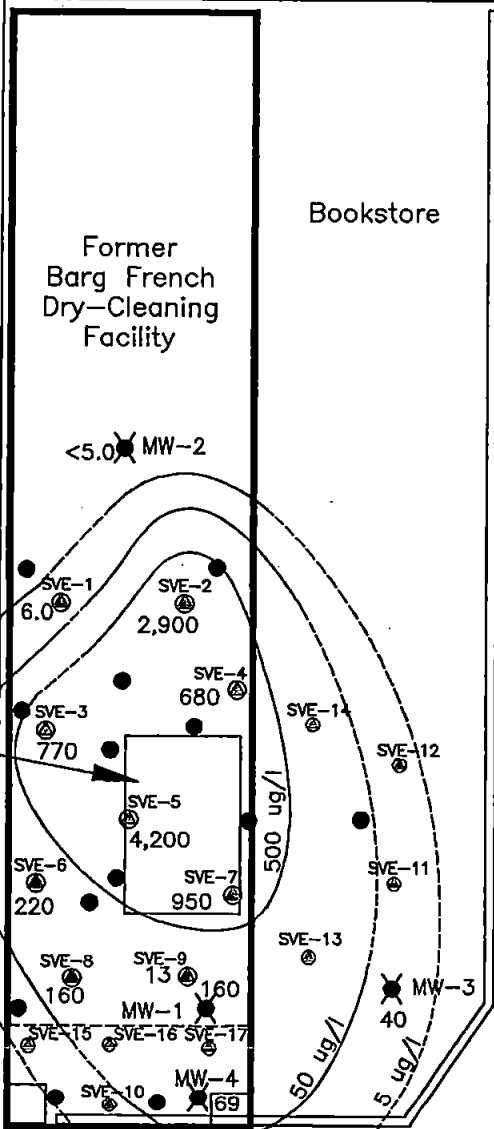 Bookstore
Former
Barg French
Dry-Cleaning
Facility
<5.0 MW-2
SVE-1
6.0
SVE-2
2,900
SVE-4
680
SVE-3
770
SVE-14
SVE-12
SVE-5
4,200
500 ug/l
SVE-6
220
SVE-7
950
SVE-11
SVE-8
160
SVE-9
13
SVE-13
160
MW-1
MW-3
40
SVE-15
SVE-16
SVE-17
50 ug/l
5 ug/l
SVE-10
MW-4
69